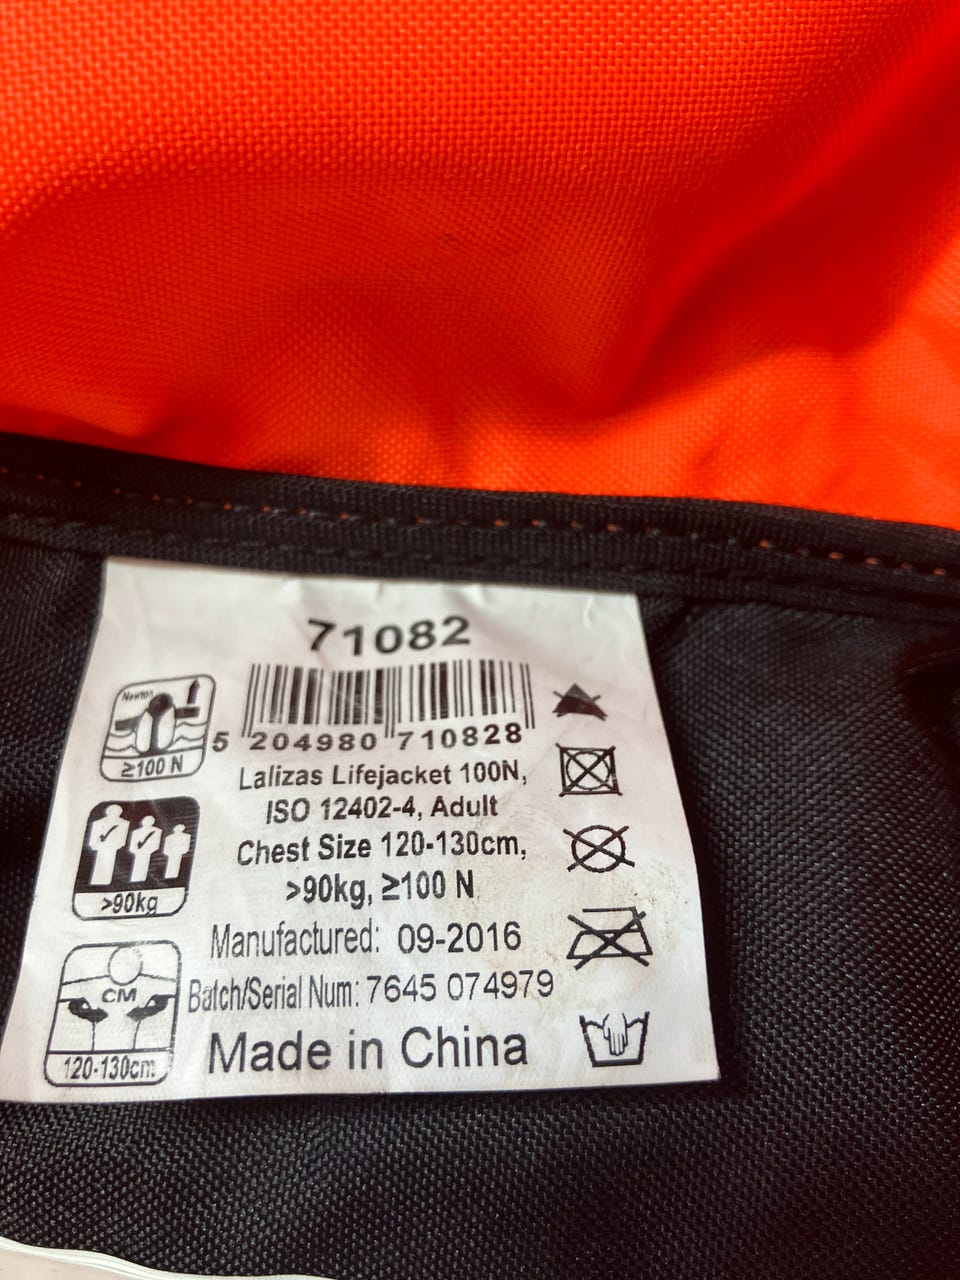 71082
Newton
≥100 N
5 204980 710828
Lalizas Lifejacket 100N,
ISO 12402-4, Adult
Chest Size 120-130cm,
>90kg, ≥100 N
>90kg
Manufactured: 09-2016
Batch/Serial Num: 7645 074979
CM
120-130cm
Made in China